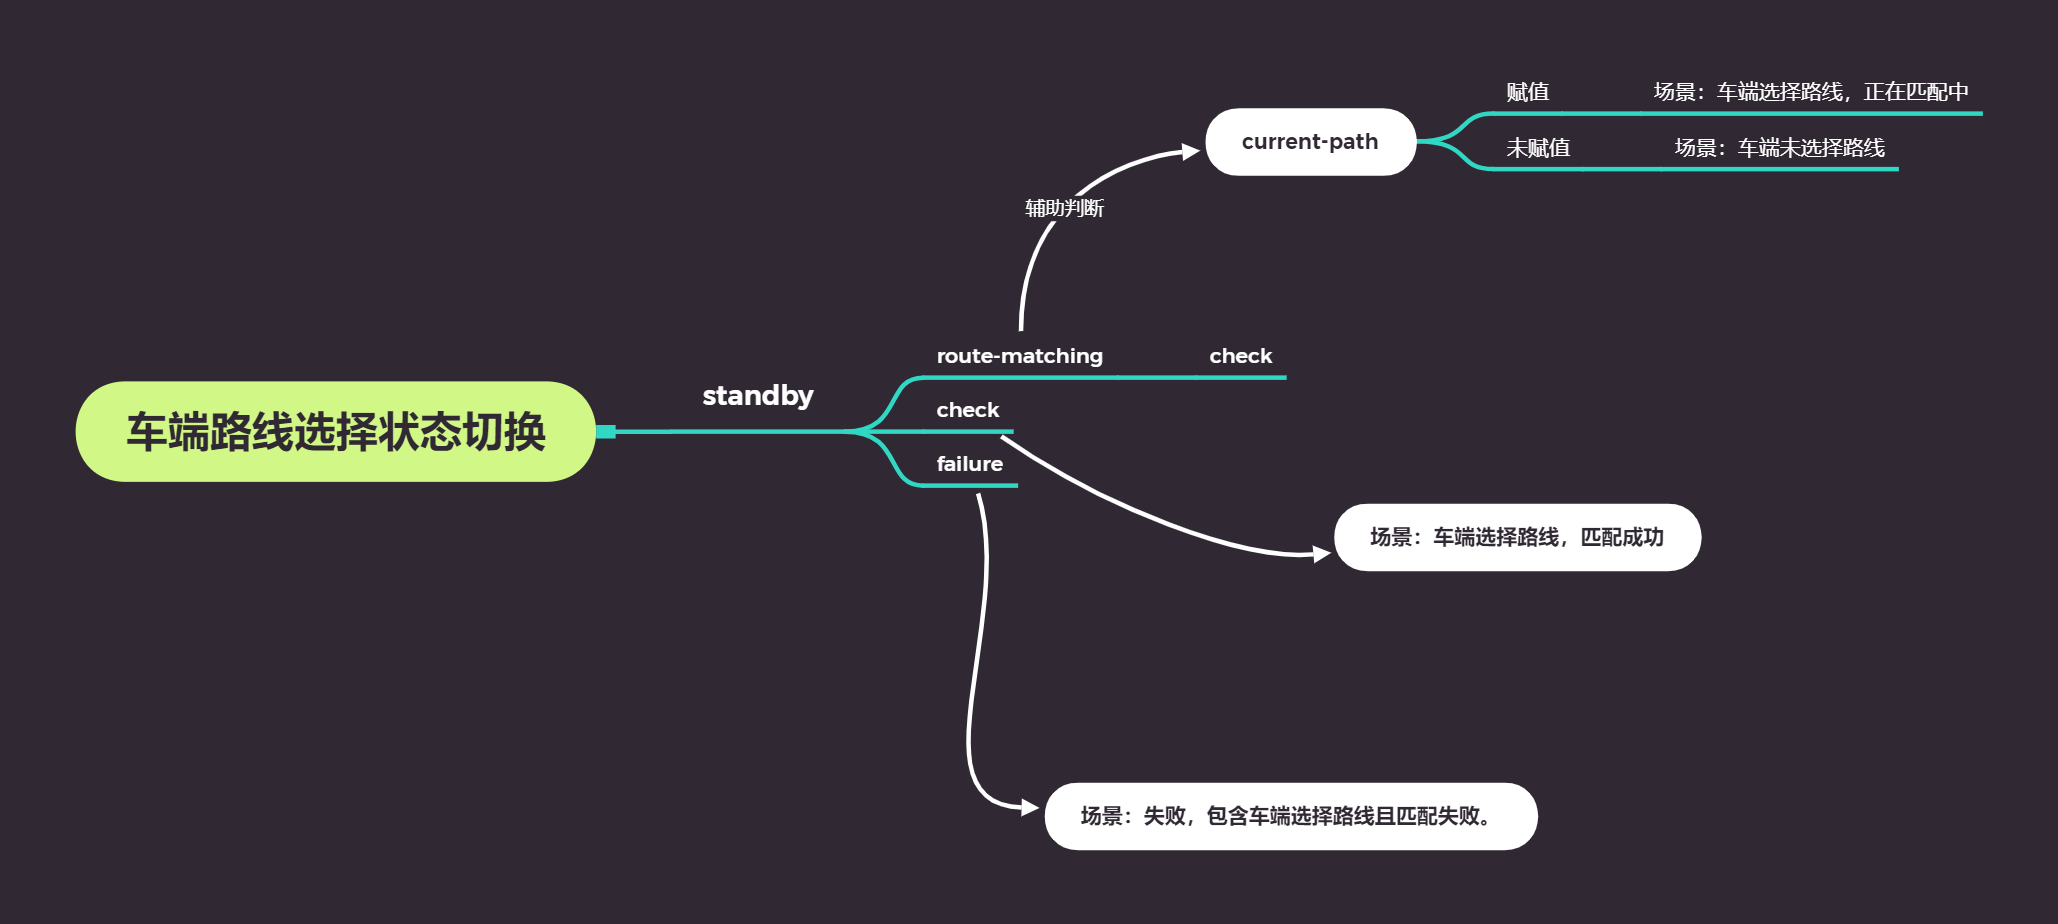 车端路线选择状态切换
standby
route-matching
check
check
failure
辅助判断
current-path
赋值
场景：车端选择路线，正在匹配中
未赋值
场景：车端未选择路线
场景：车端选择路线，匹配成功
场景：失败，包含车端选择路线且匹配失败。